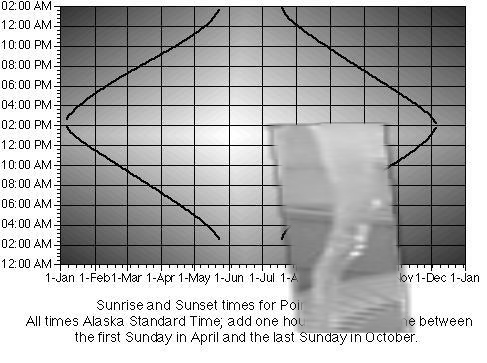 02:00 AM
12:00 AM
10:00 PM
08:00 PM
06:00 PM
04:00 PM
02:00 PM
12:00 PM
10:00 AM
08:00 AM
06:00 AM
04:00 AM
02:00 AM
12:00 AM
1-Jan 1-Feb 1-Mar 1-Apr 1-May 1-Jun 1-Jul 1-Dec 1-Jan
Sunrise and Sunset times for
All times Alaska Standard Time; add one between
the first Sunday in April and the last Sunday in October.